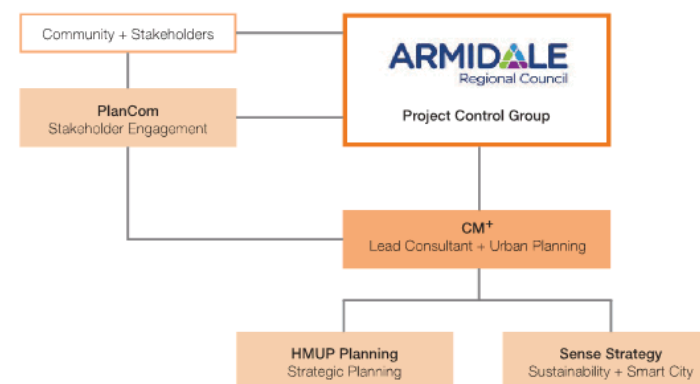 Community + Stakeholders
ARMIDALE
Regional Council
Project Control Group
PlanCom
Stakeholder Engagement
CM⁺
Lead Consultant + Urban Planning
HMUP Planning
Strategic Planning
Sense Strategy
Sustainability + Smart City